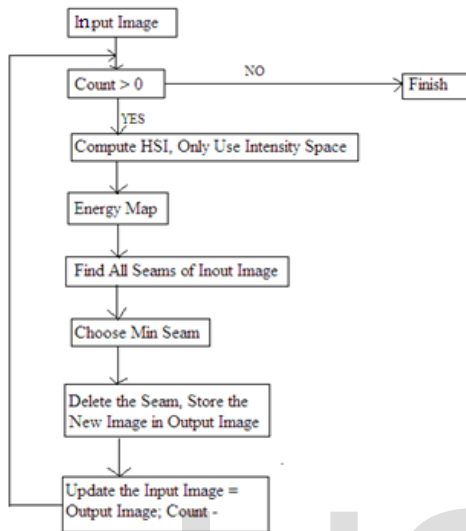 Input Image
Count > 0
NO
Finish
YES
Compute HSI, Only Use Intensity Space
Energy Map
Find All Seams of Inout Image
Choose Min Seam
Delete the Seam, Store the
New Image in Output Image
Update the Input Image =
Output Image; Count -